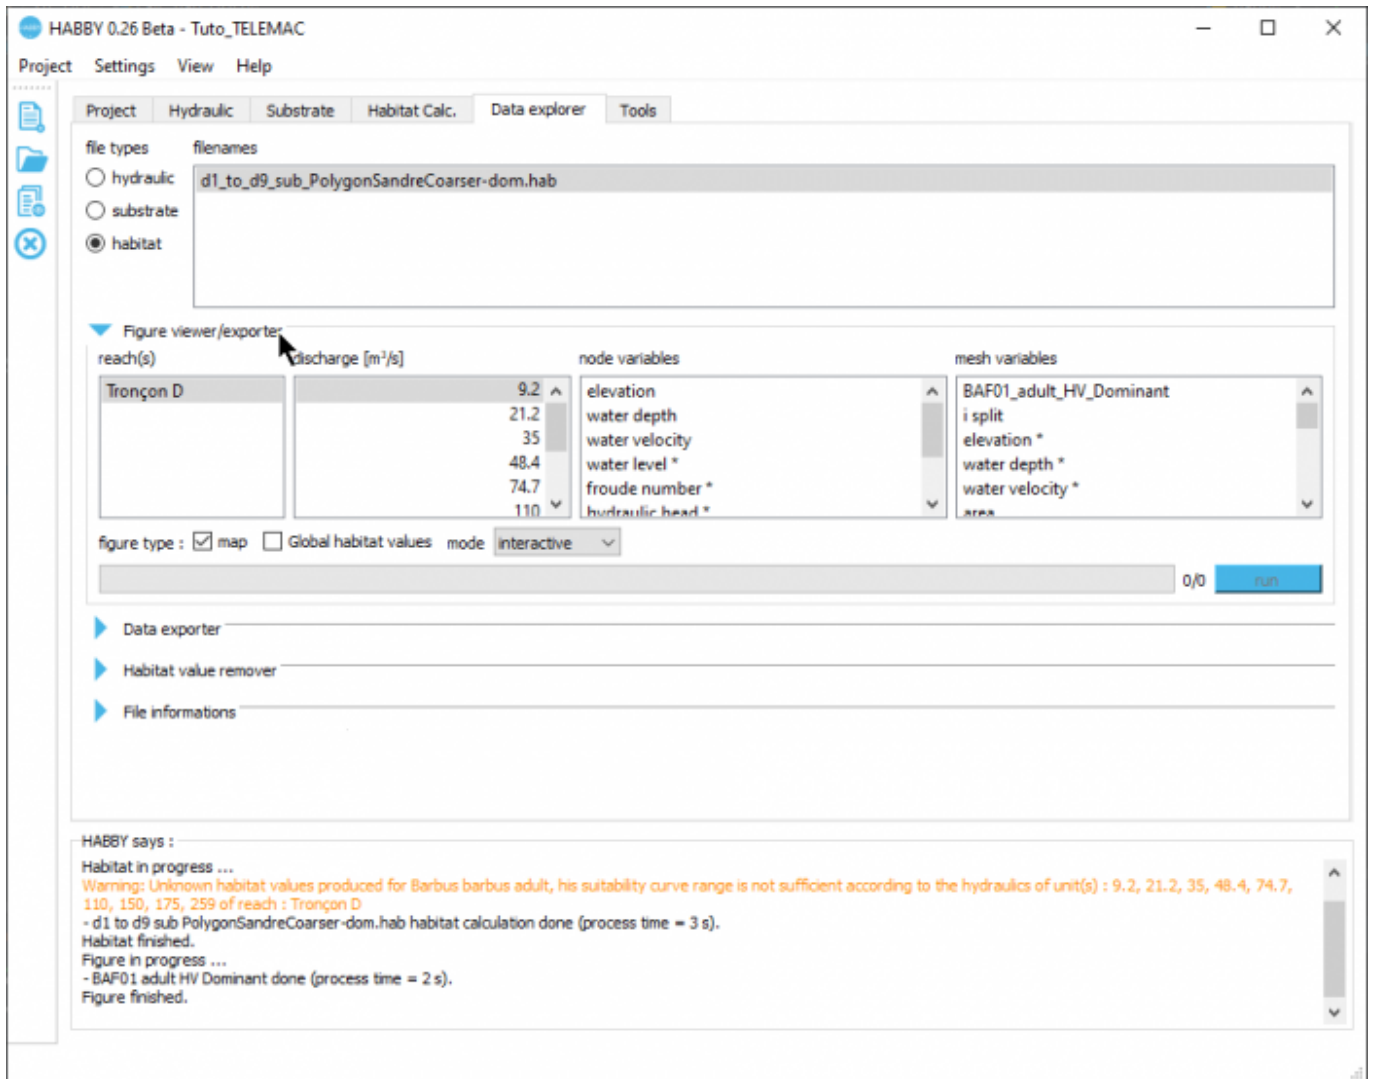 HABBY 0.26 Beta - Tuto_TELEMAC
Project Settings View Help
Project Hydraulic Substrate Habitat Calc. Data explorer Tools
file types filenames
hydraulic d1_to_d9_sub_PolygonSandreCoarser-dom.hab
substrate
habitat
Figure viewer/exporter
reach(s) discharge [m³/s] node variables mesh variables
Tronçon D 9.2 elevation BAF01_adult_HV_Dominant
21.2 water depth i split
35 water velocity elevation *
48.4 water level * water depth *
74.7 froude number * water velocity *
110 hydraulic head * area
figure type : map Global habitat values mode interactive
0/0 run
Data exporter
Habitat value remover
File informations
HABBY says :
Habitat in progress ...
Warning: Unknown habitat values produced for Barbus barbus adult, his suitability curve range is not sufficient according to the hydraulics of unit(s) : 9.2, 21.2, 35, 48.4, 74.7,
110, 150, 175, 259 of reach : Tronçon D
- d1 to d9 sub PolygonSandreCoarser-dom.hab habitat calculation done (process time = 3 s).
Habitat finished.
Figure in progress ...
- BAF01 adult HV Dominant done (process time = 2 s).
Figure finished.